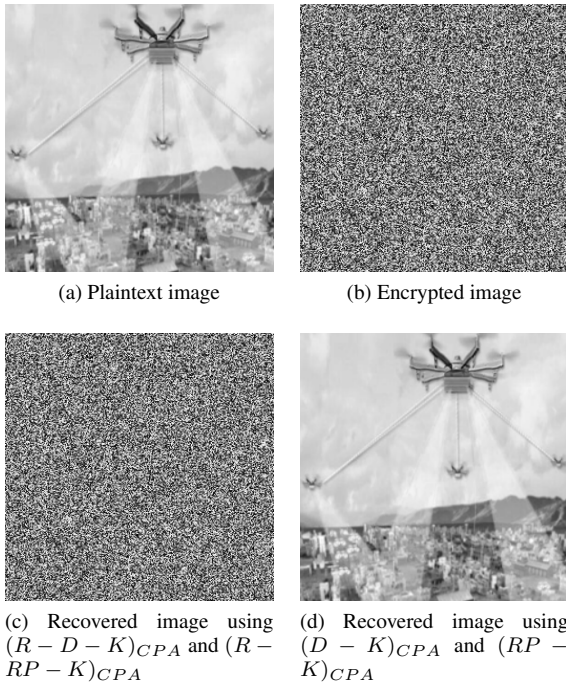 (a) Plaintext image
(b) Encrypted image
(c) Recovered image using
(R − D − K)CPA and (R −
RP − K)CPA
(d) Recovered image using
(D − K)CPA and (RP −
K)CPA